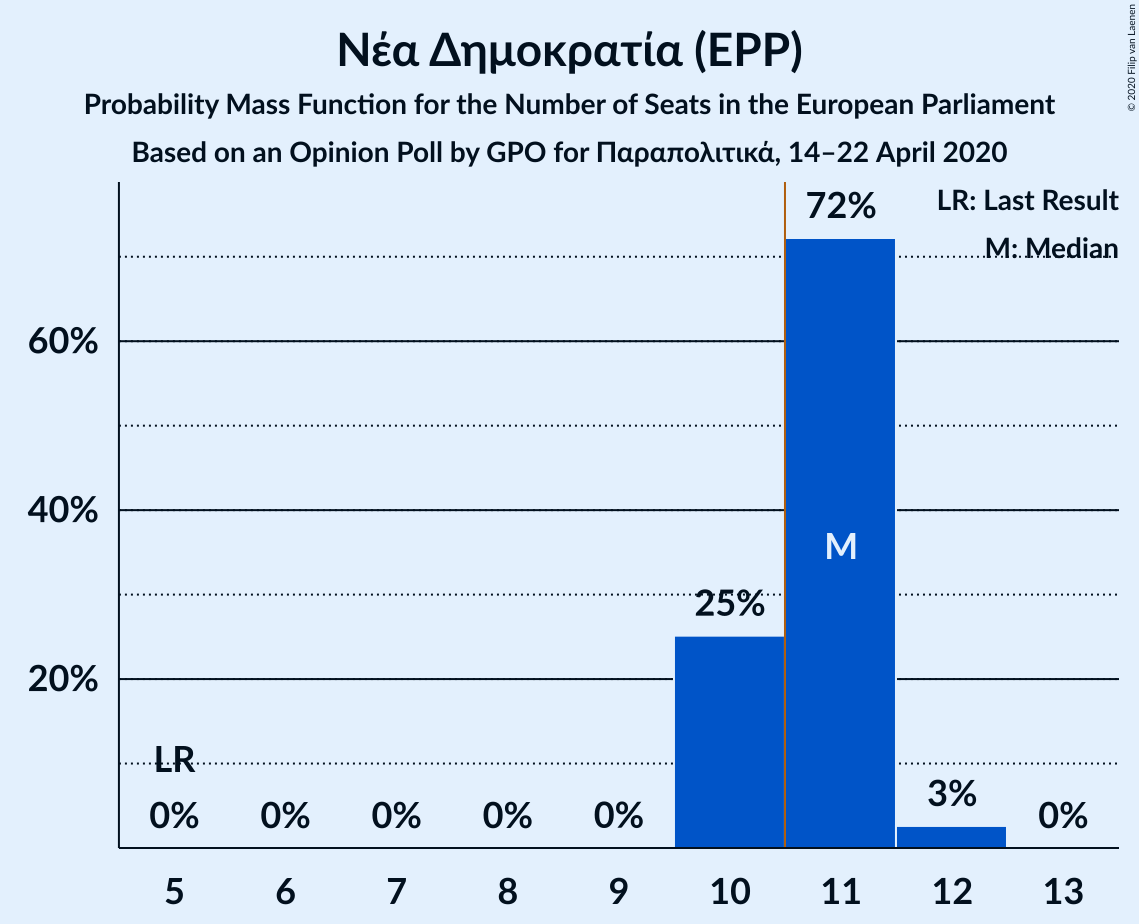 Νέα Δημοκρατία (EPP)
Probability Mass Function for the Number of Seats in the European Parliament
Based on an Opinion Poll by GPO for Παραπολιτικά, 14–22 April 2020
© 2020 Filip van Laenen
LR: Last Result
M: Median
72%
60%
40%
M
25%
20%
LR
3%
0% 0% 0% 0% 0% 0%
5 6 7 8 9 10 11 12 13